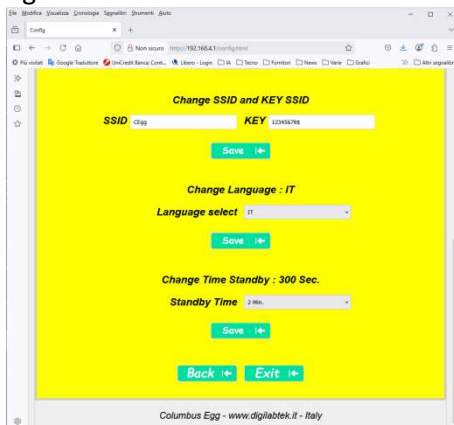 File Modifica Visualizza Cronologia Segnalibri Strumenti Aiuto
Config
Non sicuro http://192.168.4.1/config.html
Più visitati Google Traduttore UniCredit Banca Conti... Libero - Login IA Tecno Fornitori News Varie Grafici Altri segnalibri
Change SSID and KEY SSID
SSID CEgg KEY
Save
Change Language : IT
Language select IT
Save
Change Time Standby : 300 Sec.
Standby Time 2 Min.
Save
Back Exit
Columbus Egg - www.digilabtek.it - Italy